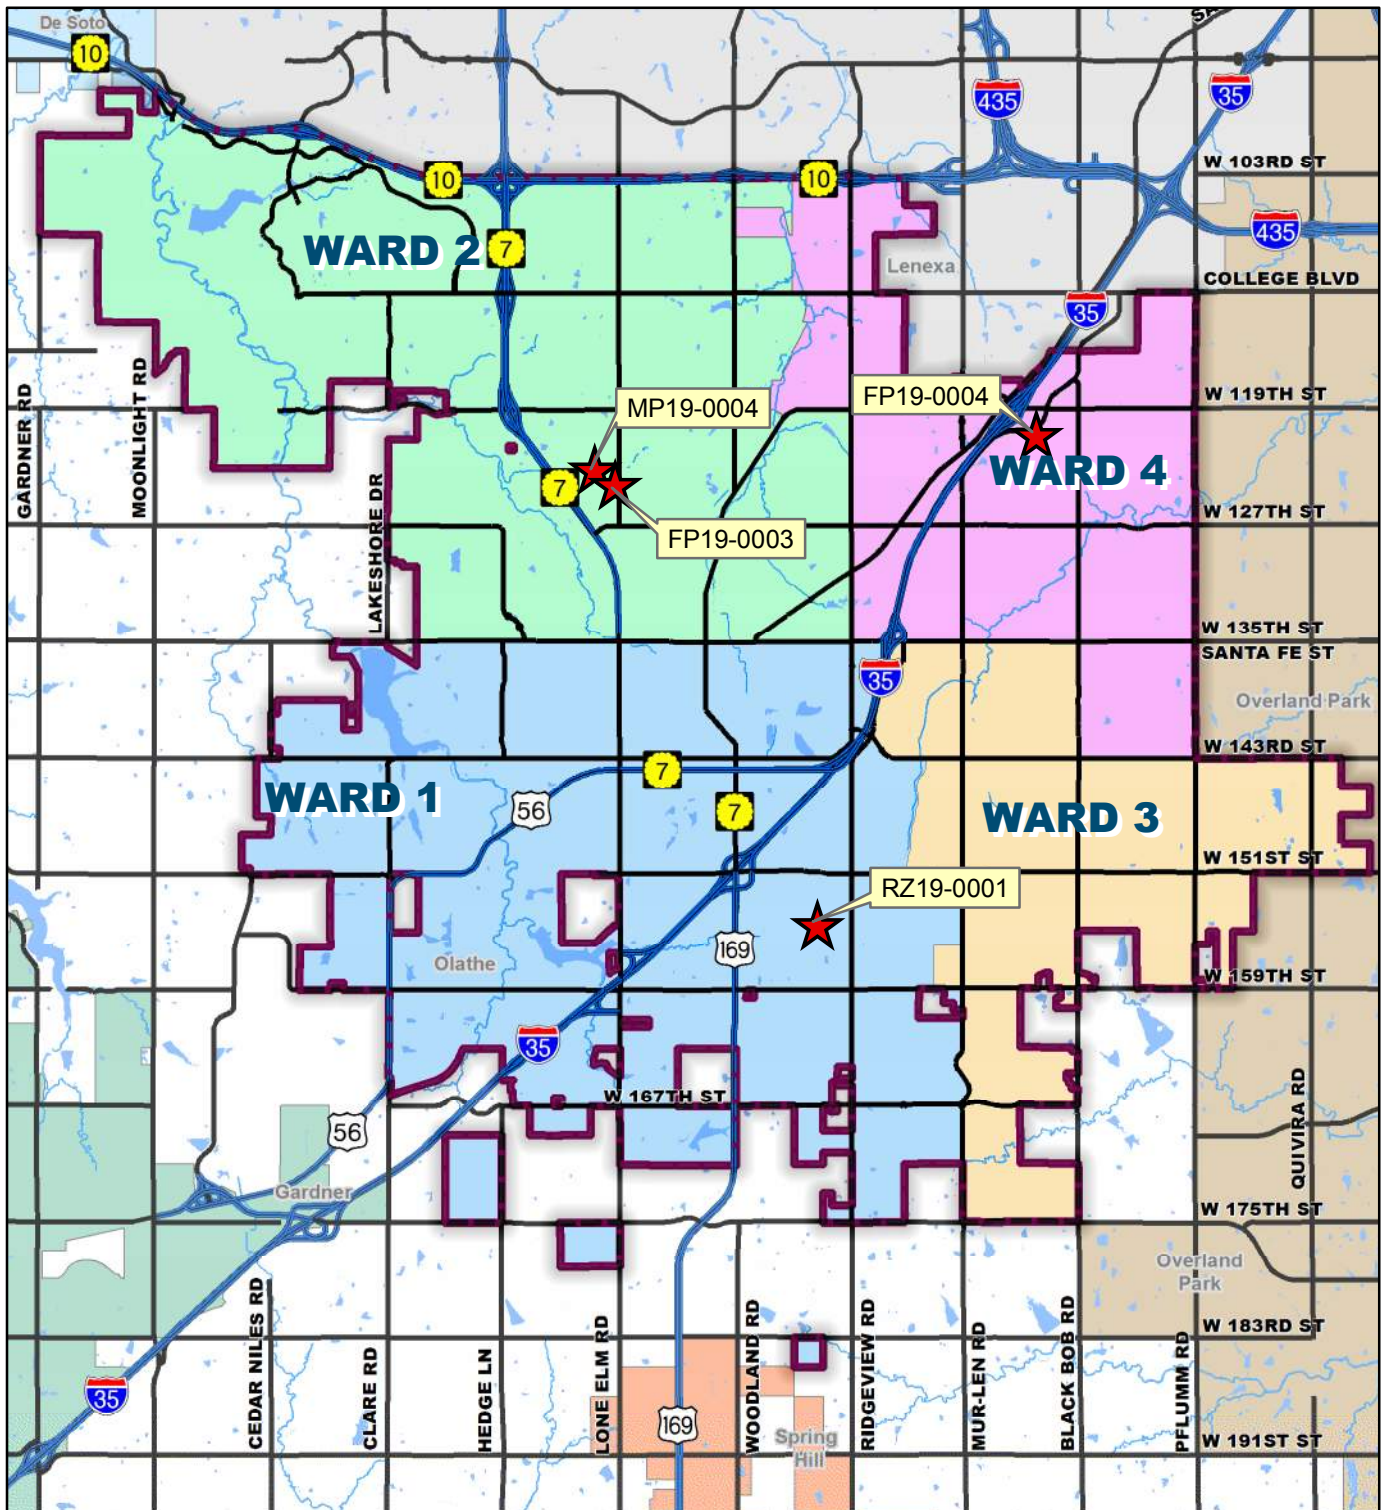 De Soto
10
SA
435
35
W 103RD ST
10
10
435
WARD 2
7
Lenexa
COLLEGE BLVD
35
GARDNER RD
MOONLIGHT RD
MP19-0004
FP19-0004
W 119TH ST
WARD 4
7
LAKESHORE DR
FP19-0003
W 127TH ST
W 135TH ST
SANTA FE ST
35
Overland Park
W 143RD ST
7
WARD 1
56
7
WARD 3
W 151ST ST
RZ19-0001
169
Olathe
W 159TH ST
35
W 167TH ST
56
QUIVIRA RD
Gardner
W 175TH ST
Overland
Park
CEDAR NILES RD
CLARE RD
HEDGE LN
LONE ELM RD
WOODLAND RD
RIDGEVIEW RD
MUR-LEN RD
BLACK BOB RD
PFLUMM RD
W 183RD ST
35
169
Spring
Hill
W 191ST ST